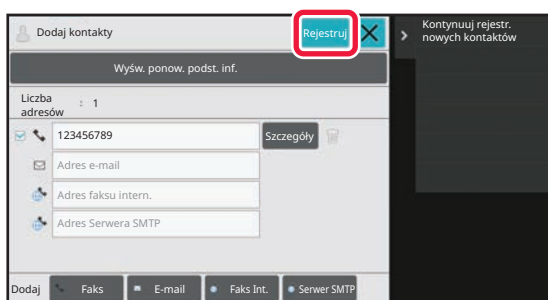 Dodaj kontakty
Rejestruj
Kontynuuj rejestr.
nowych kontaktów
Wyśw. ponow. podst. inf.
Liczba
adresów : 1
123456789
Szczegóły
Adres e-mail
Adres faksu intern.
Adres Serwera SMTP
Dodaj
Faks
E-mail
Faks Int.
Serwer SMTP